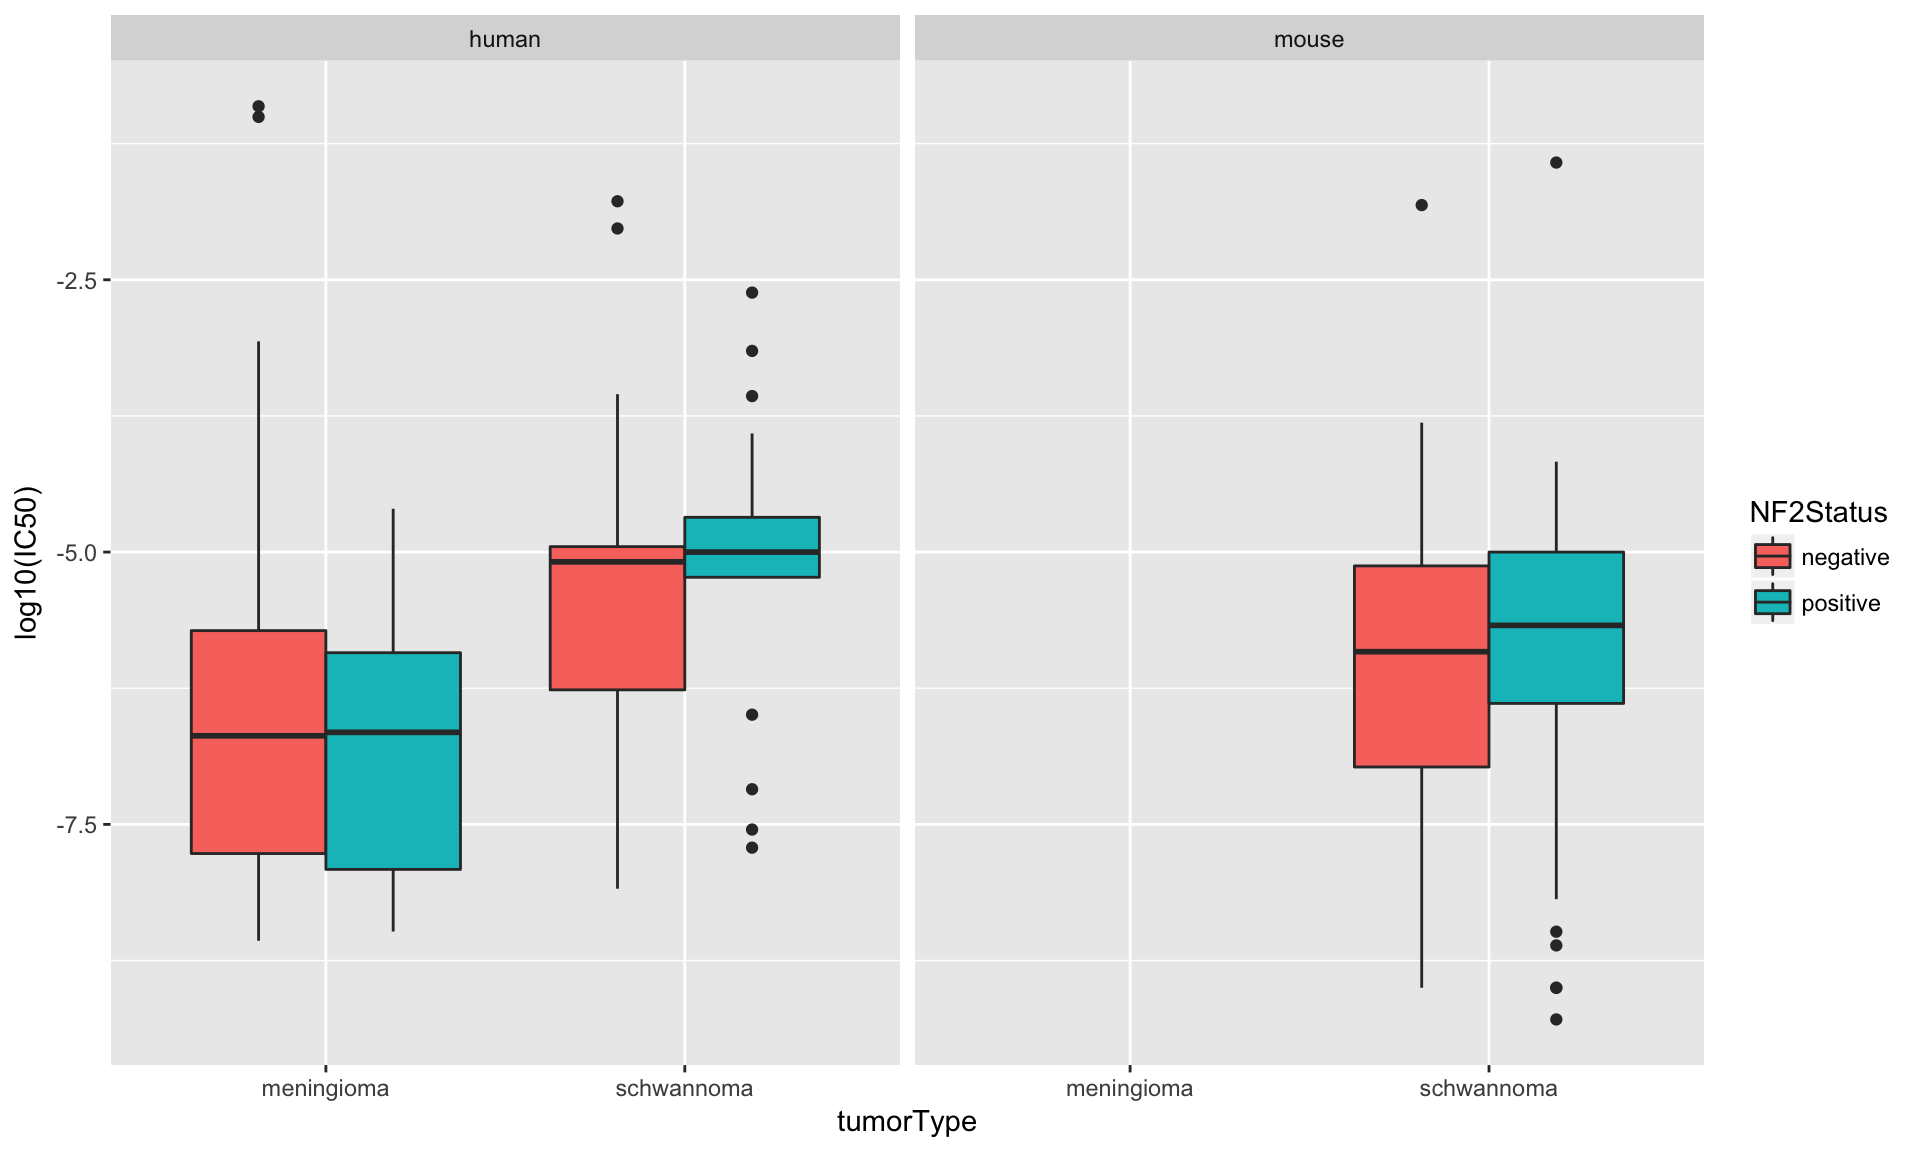 human
mouse
-2.5
-5.0
-7.5
log10(IC50)
meningioma
schwannoma
meningioma
schwannoma
tumorType
NF2Status
negative
positive